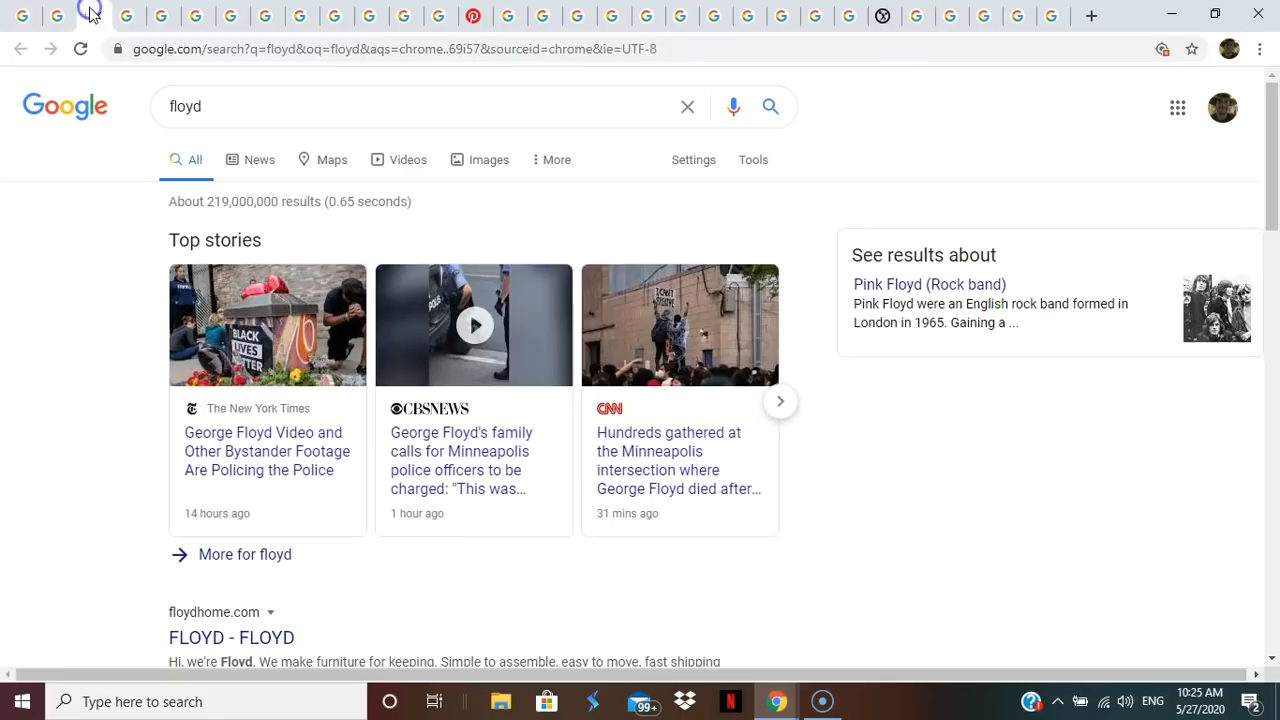 google.com/search?q=floyd&oq=floyd&aqs=chrome..69i57&sourceid=chrome&ie=UTF-8
Google
floyd
All
News
Maps
Videos
Images
More
Settings
Tools
About 219,000,000 results (0.65 seconds)
Top stories
BLACK
LIVES
MATTER
I CAN'T
BREATHE
The New York Times
George Floyd Video and
Other Bystander Footage
Are Policing the Police
14 hours ago
CBSNEWS
George Floyd's family
calls for Minneapolis
police officers to be
charged: "This was...
1 hour ago
CNN
Hundreds gathered at
the Minneapolis
intersection where
George Floyd died after...
31 mins ago
More for floyd
See results about
Pink Floyd (Rock band)
Pink Floyd were an English rock band formed in
London in 1965. Gaining a ...
floydhome.com
FLOYD - FLOYD
Hi, we're Floyd. We make furniture for keeping. Simple to assemble, easy to move, fast shipping
Type here to search
99+
N
ENG
10:25 AM
5/27/2020
2